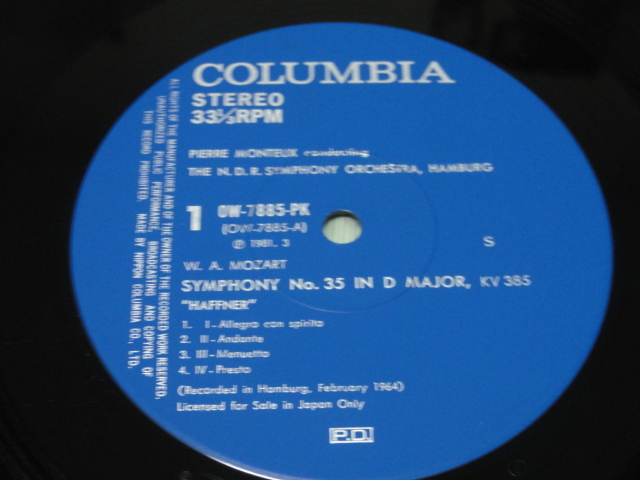 COLUMBIA
STEREO
33⅓RPM
PIERRE MONTEUX conducting
THE N.D.R. SYMPHONY ORCHESTRA, HAMBURG
1
OW-7885-PK
(OW-7885-A)
Ⓟ 1981. 3
S
W. A. MOZART
SYMPHONY No. 35 IN D MAJOR, KV 385
"HAFFNER"
1. I-Allegro con spirito
2. II-Andante
3. III-Menuetto
4. IV-Presto
(Recorded in Hamburg, February 1964)
Licensed for Sale in Japan Only
P.D.
ALL RIGHTS OF THE MANUFACTURER AND OF THE OWNER OF THE RECORDED WORK RESERVED.
UNAUTHORIZED PUBLIC PERFORMANCE, BROADCASTING AND COPYING OF
THE RECORD PROHIBITED. MADE BY NIPPON COLUMBIA CO., LTD.